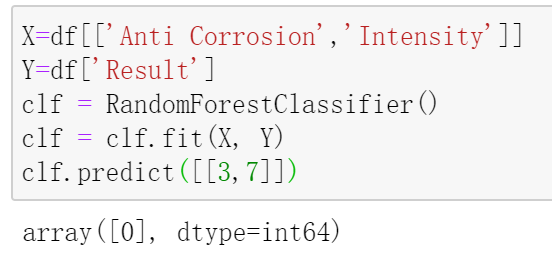 X=df[['Anti Corrosion','Intensity']]
Y=df['Result']
clf = RandomForestClassifier()
clf = clf.fit(X, Y)
clf.predict([[3,7]])
array([0], dtype=int64)